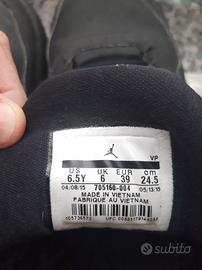 VP
US UK EUR cm
6.5Y 6 39 24.5
04/08/15 705160-004 05/13/15
MADE IN VIETNAM
FABRIQUE AU VIETNAM
subito